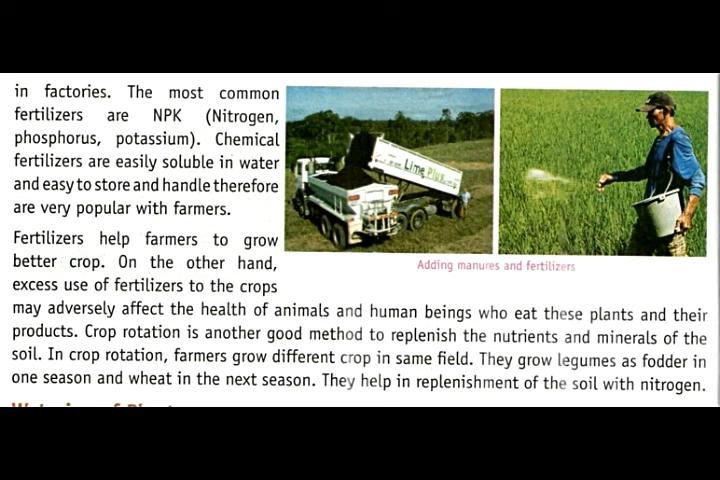 in factories. The most common
fertilizers are NPK (Nitrogen,
phosphorus, potassium). Chemical
fertilizers are easily soluble in water
and easy to store and handle therefore
are very popular with farmers.
Lime Plus
Adding manures and fertilizers
Fertilizers help farmers to grow
better crop. On the other hand,
excess use of fertilizers to the crops
may adversely affect the health of animals and human beings who eat these plants and their
products. Crop rotation is another good method to replenish the nutrients and minerals of the
soil. In crop rotation, farmers grow different crop in same field. They grow legumes as fodder in
one season and wheat in the next season. They help in replenishment of the soil with nitrogen.